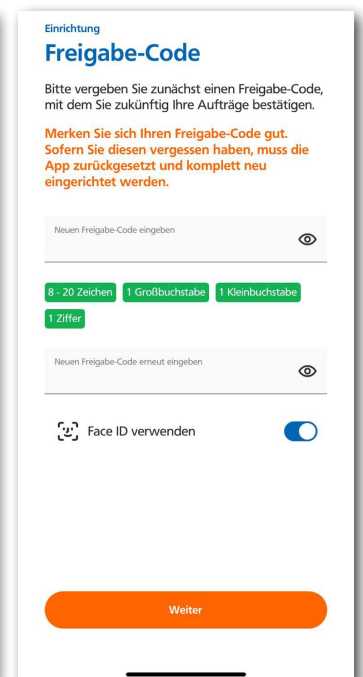 Einrichtung
Freigabe-Code
Bitte vergeben Sie zunächst einen Freigabe-Code,
mit dem Sie zukünftig Ihre Aufträge bestätigen.
Merken Sie sich Ihren Freigabe-Code gut.
Sofern Sie diesen vergessen haben, muss die
App zurückgesetzt und komplett neu
eingerichtet werden.
Neuen Freigabe-Code eingeben
8 - 20 Zeichen 1 Großbuchstabe 1 Kleinbuchstabe
1 Ziffer
Neuen Freigabe-Code erneut eingeben
Face ID verwenden
Weiter